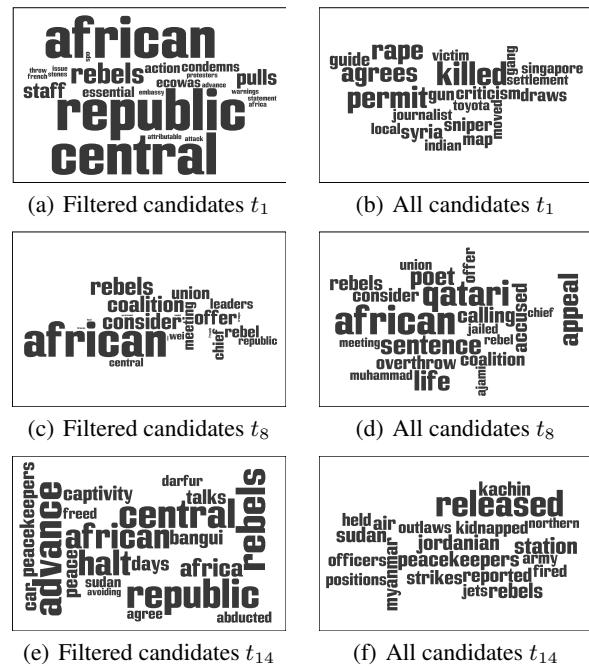 african
spo
throw issue action condemns
french stones rebels protesters pulls
staff ecowas advance
essential embassy warnings
statement
republic africa
attributable attack
central
(a) Filtered candidates t1
victim gang
guide rape killed singapore
agrees settlement
permit gun criticism draws
journalist toyota moved
local syria sniper
indian map
(b) All candidates t1
rebels
coalition union leaders
consider meeting offer
african wei chief rebel
republic
central
(c) Filtered candidates t8
union offer
rebels poet appeal
consider qatari accused
african calling chief
jailed
meeting sentence rebel
overthrow coalition
muhammad life ajami
(d) All candidates t8
car peacekeepers captivity darfur rebels
talks
advance freed central
peace african bangui
halt days africa
sudan
avoiding republic
agree abducted
(e) Filtered candidates t14
kachin
released
held air outlaws kidnapped northern
sudan jordanian station
officers myanmar peacekeepers army
positions strikes reported fired
jets rebels
(f) All candidates t14